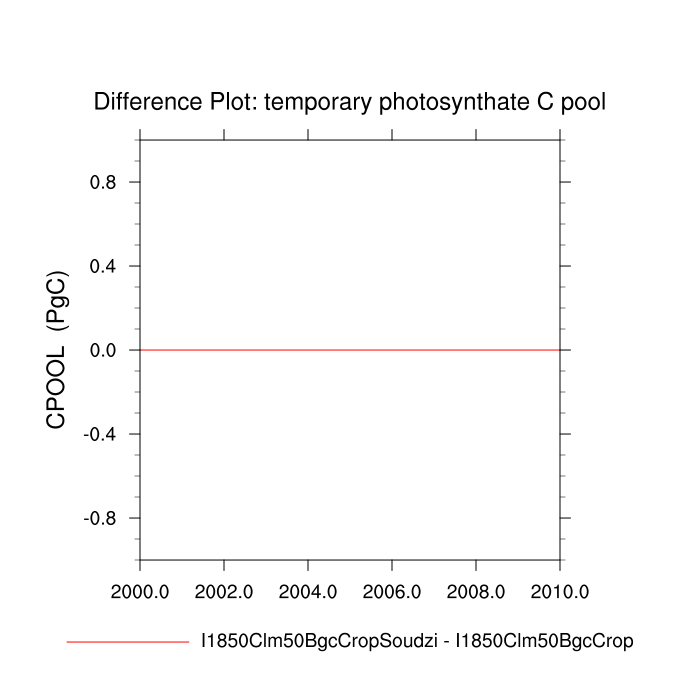 Difference Plot: temporary photosynthate C pool
CPOOL (PgC)
0.8
0.4
0.0
-0.4
-0.8
2000.0 2002.0 2004.0 2006.0 2008.0 2010.0
I1850Clm50BgcCropSoudzi - I1850Clm50BgcCrop